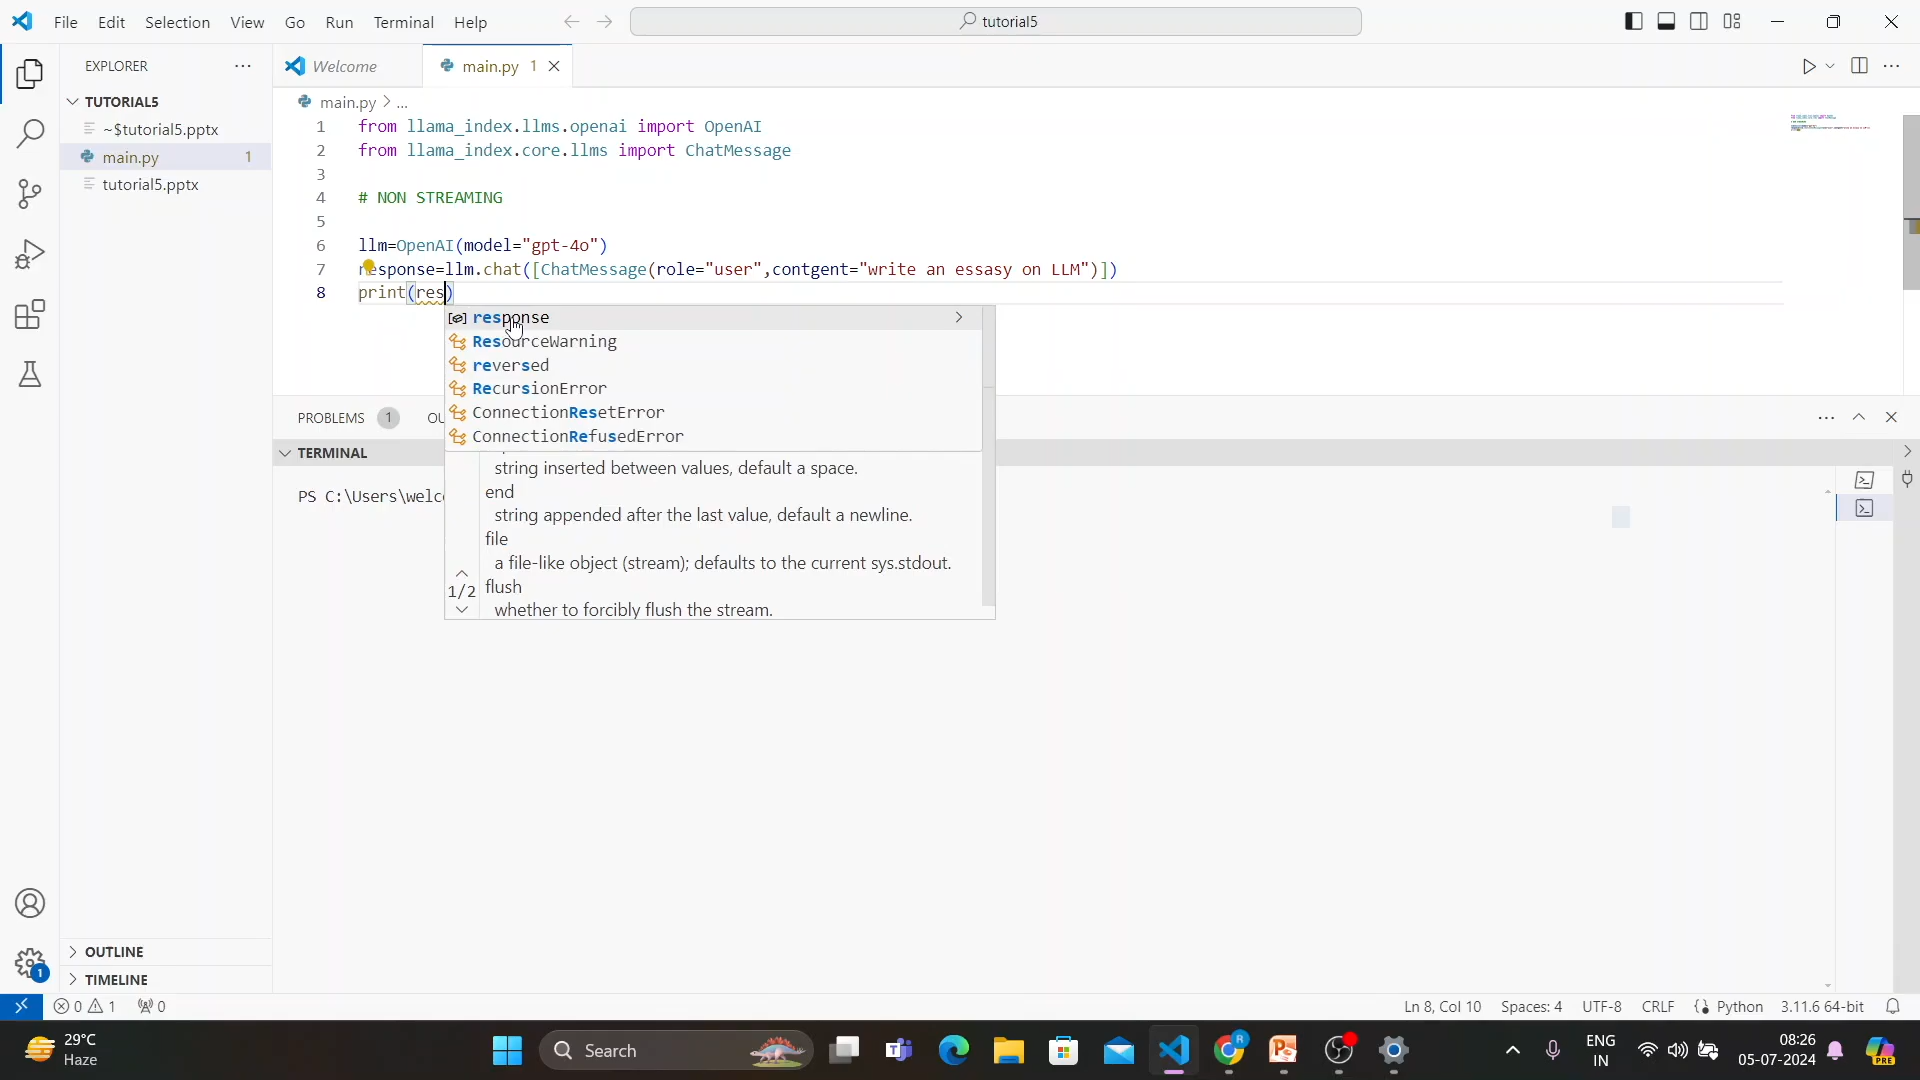 File Edit Selection View Go Run Terminal Help
tutorial5
EXPLORER
TUTORIAL5
~$tutorial5.pptx
main.py 1
tutorial5.pptx
OUTLINE
TIMELINE
Welcome
main.py 1
main.py > ...
1 from llama_index.llms.openai import OpenAI
2 from llama_index.core.llms import ChatMessage
3
4 # NON STREAMING
5
6 llm=OpenAI(model="gpt-4o")
7 response=llm.chat([ChatMessage(role="user",contgent="write an essasy on LLM")])
8 print(res)
response
ResourceWarning
reversed
RecursionError
ConnectionResetError
ConnectionRefusedError
string inserted between values, default a space.
end
string appended after the last value, default a newline.
file
a file-like object (stream); defaults to the current sys.stdout.
1/2
flush
whether to forcibly flush the stream.
PROBLEMS 1 OU
TERMINAL
PS C:\Users\welc
0 1 0
Ln 8, Col 10 Spaces: 4 UTF-8 CRLF Python 3.11.6 64-bit
29°C
Haze
Search
ENG
IN
08:26
05-07-2024
PRE